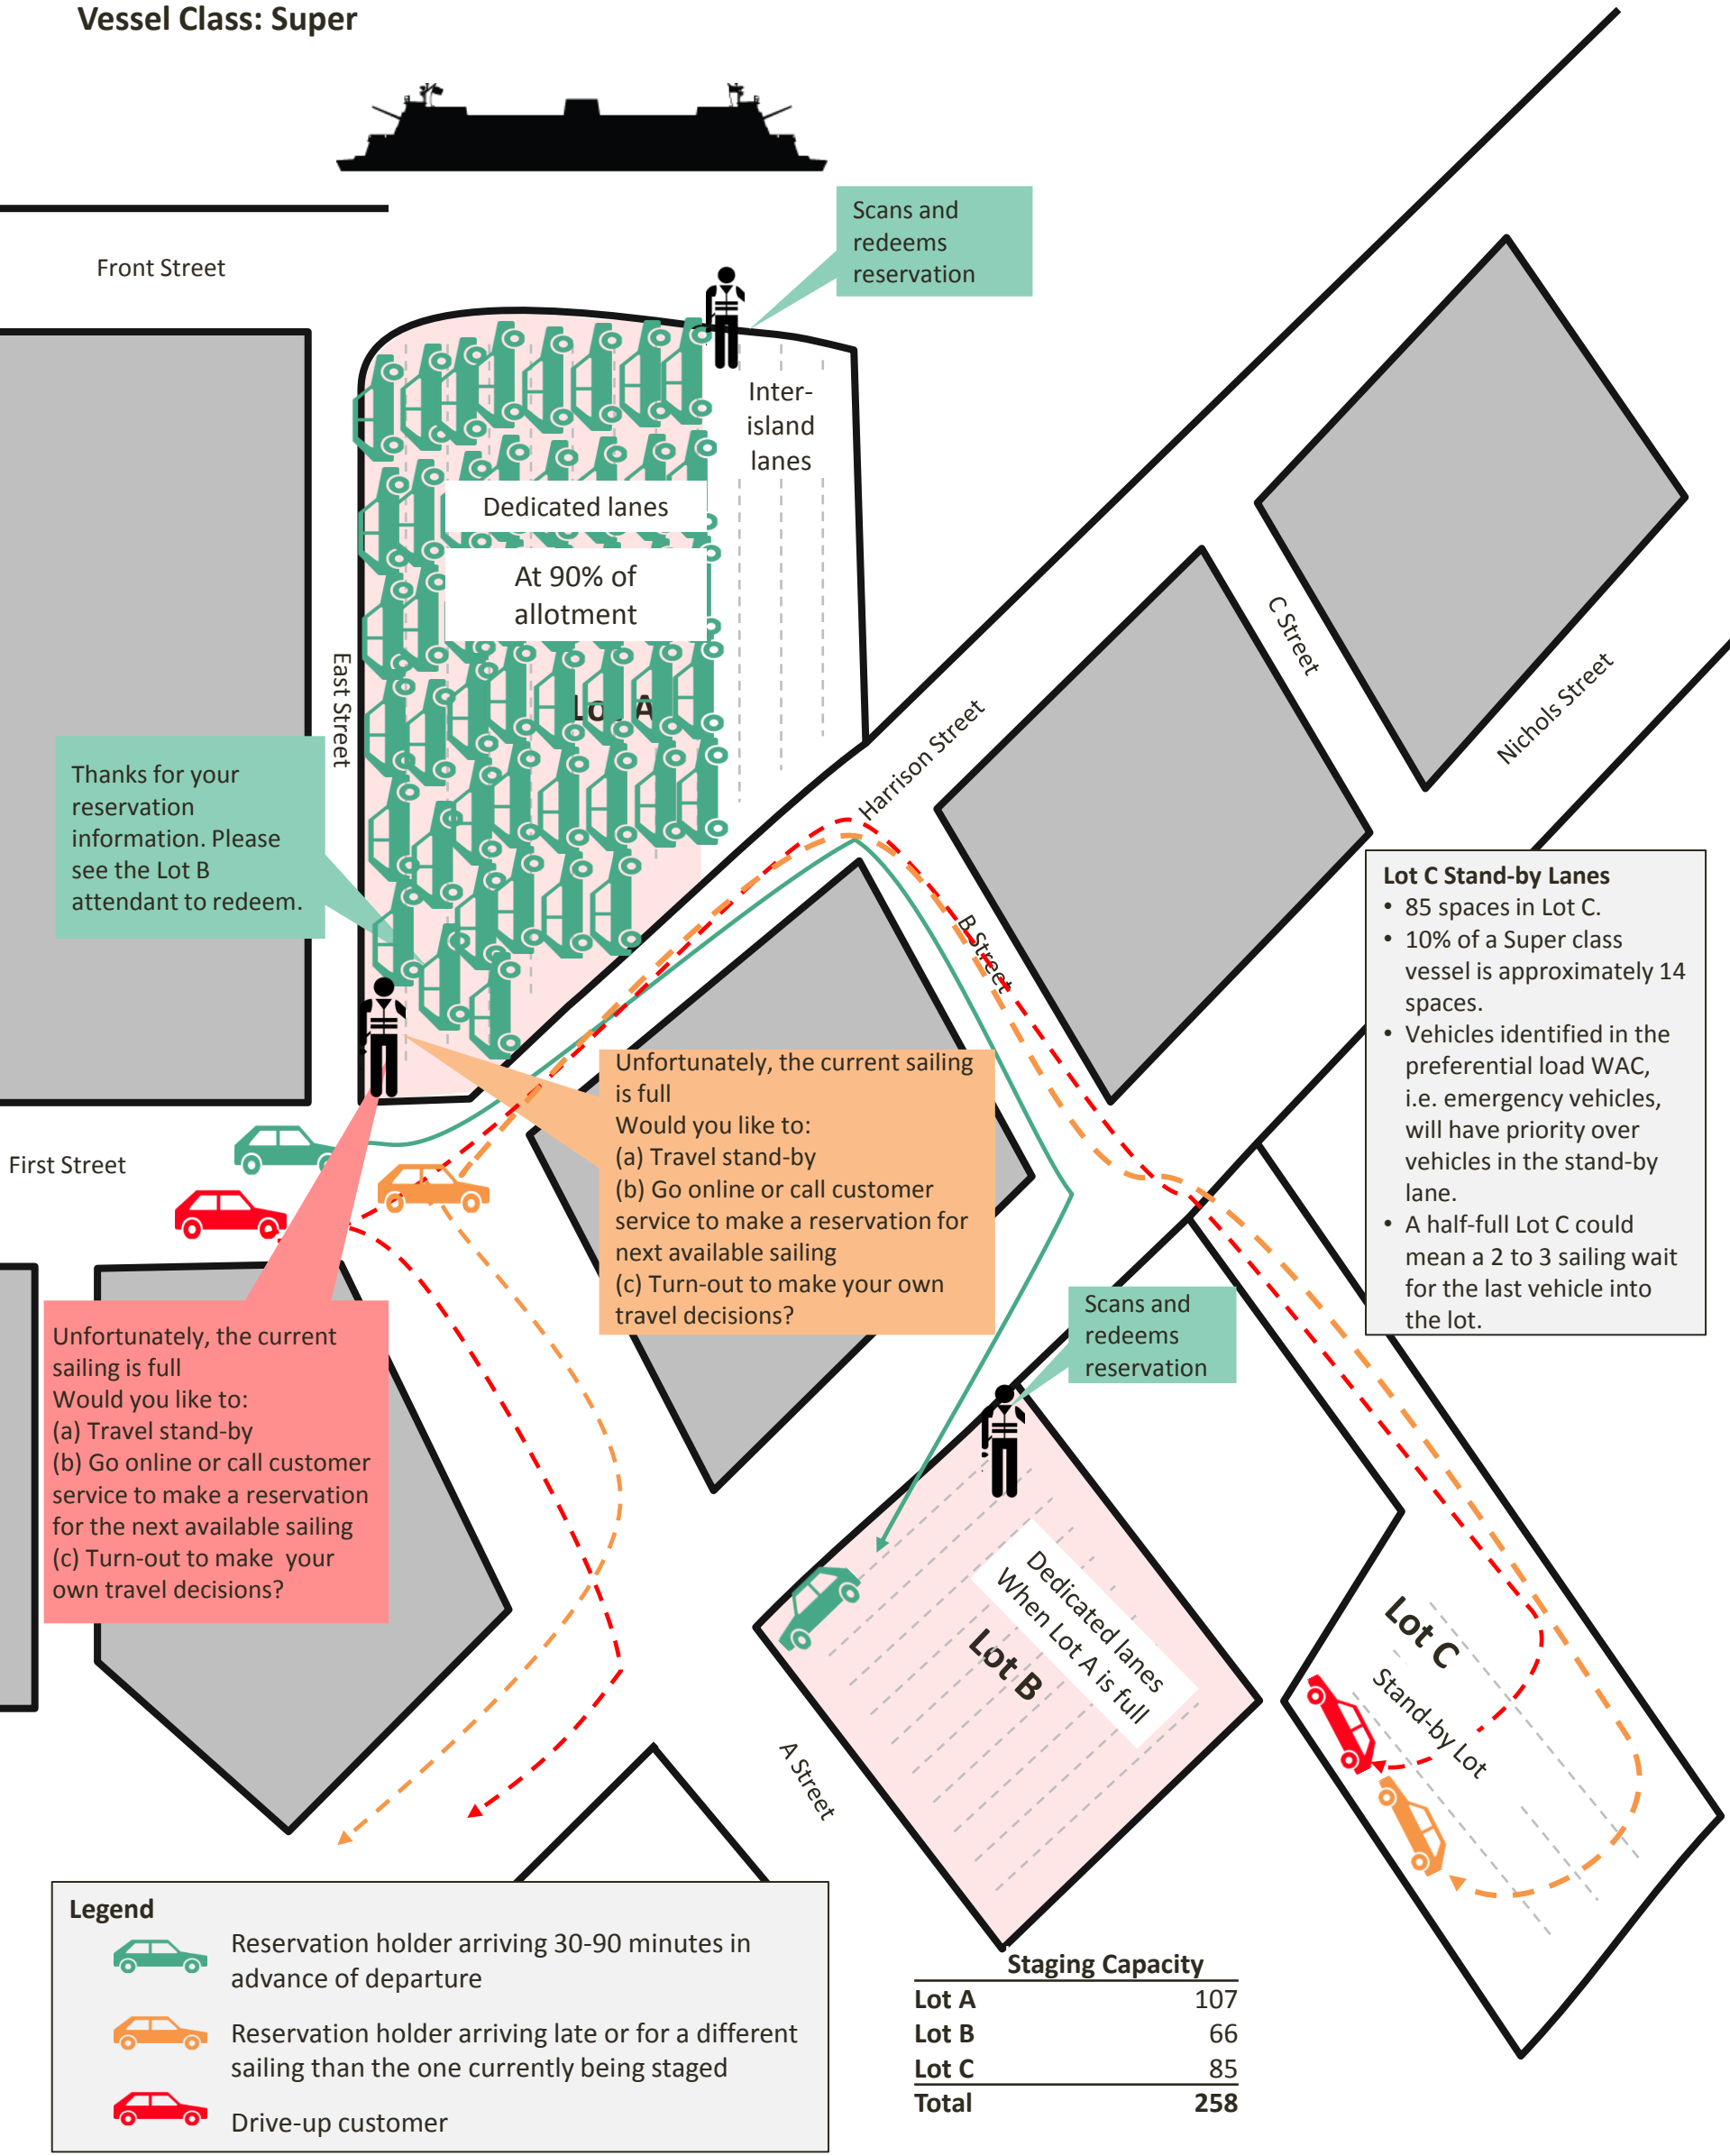 Vessel Class: Super
Scans and
redeems
reservation
Front Street
Inter-
island
lanes
Dedicated lanes
At 90% of
allotment
East Street
Lot A
C Street
Nichols Street
Harrison Street
B Street
Thanks for your
reservation
information. Please
see the Lot B
attendant to redeem.
Lot C Stand-by Lanes
• 85 spaces in Lot C.
• 10% of a Super class
vessel is approximately 14
spaces.
• Vehicles identified in the
preferential load WAC,
i.e. emergency vehicles,
will have priority over
vehicles in the stand-by
lane.
• A half-full Lot C could
mean a 2 to 3 sailing wait
for the last vehicle into
the lot.
First Street
Unfortunately, the current sailing
is full
Would you like to:
(a) Travel stand-by
(b) Go online or call customer
service to make a reservation for
next available sailing
(c) Turn-out to make your own
travel decisions?
Scans and
redeems
reservation
Unfortunately, the current
sailing is full
Would you like to:
(a) Travel stand-by
(b) Go online or call customer
service to make a reservation
for the next available sailing
(c) Turn-out to make your
own travel decisions?
Dedicated lanes
When Lot A is full
Lot B
Lot C
Stand-by Lot
A Street
Legend
Reservation holder arriving 30-90 minutes in
advance of departure
Reservation holder arriving late or for a different
sailing than the one currently being staged
Drive-up customer
Staging Capacity
Lot A 107
Lot B 66
Lot C 85
Total 258